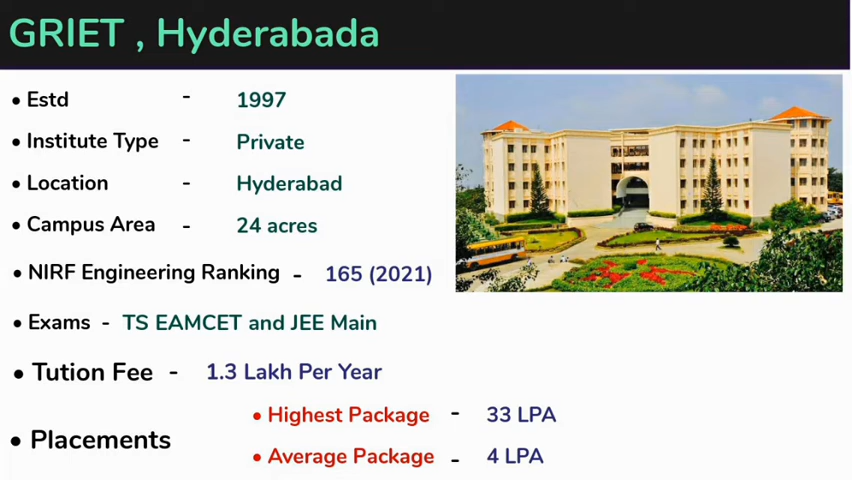 GRIET , Hyderabada
• Estd - 1997
• Institute Type - Private
• Location - Hyderabad
• Campus Area - 24 acres
• NIRF Engineering Ranking - 165 (2021)
• Exams - TS EAMCET and JEE Main
• Tution Fee - 1.3 Lakh Per Year
• Highest Package - 33 LPA
• Placements
• Average Package - 4 LPA